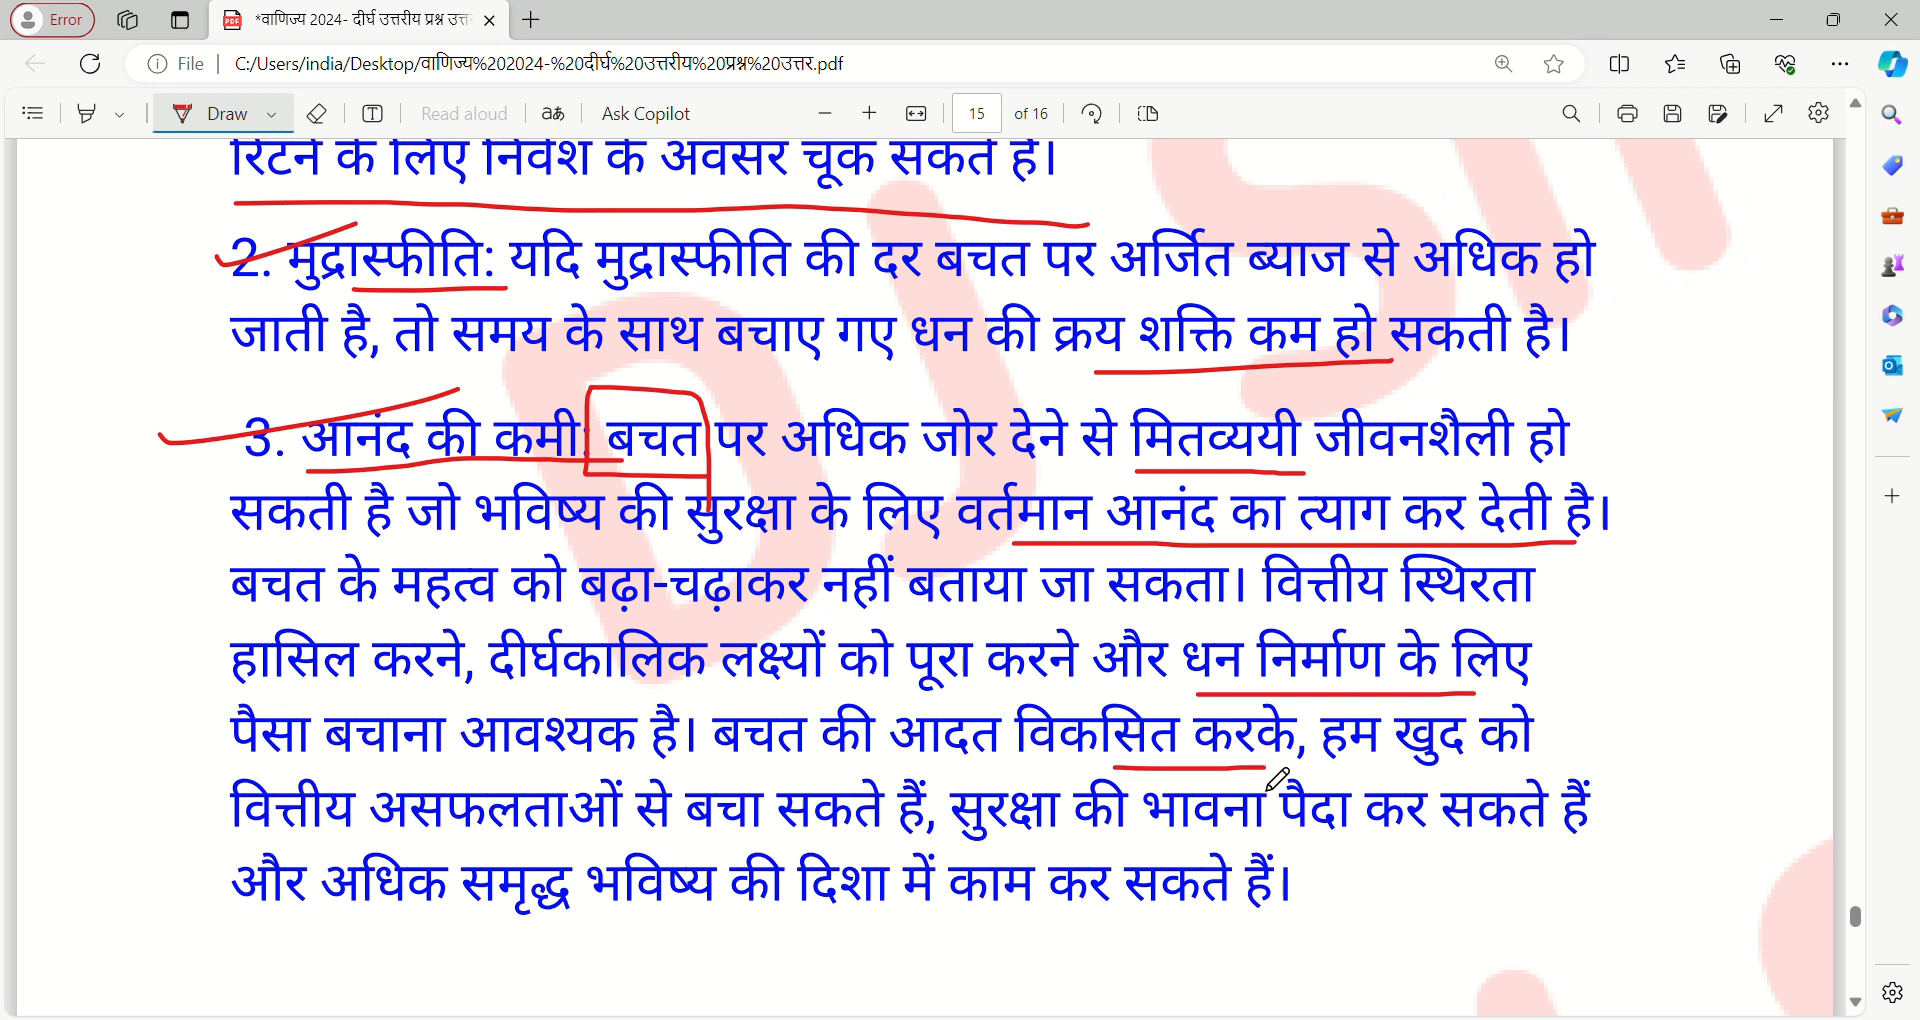 Error
*वाणिज्य 2024- दीर्घ उत्तरीय प्रश्न उत्त
File
C:/Users/india/Desktop/वाणिज्य%202024-%20दीर्घ%20उत्तरीय%20प्रश्न%20उत्तर.pdf
Draw
Read aloud
aあ
Ask Copilot
15 of 16
रिटर्न के लिए निवेश के अवसर चूक सकते हैं।
2. मुद्रास्फीति: यदि मुद्रास्फीति की दर बचत पर अर्जित ब्याज से अधिक हो
जाती है, तो समय के साथ बचाए गए धन की क्रय शक्ति कम हो सकती है।
3. आनंद की कमी: बचत पर अधिक जोर देने से मितव्ययी जीवनशैली हो
सकती है जो भविष्य की सुरक्षा के लिए वर्तमान आनंद का त्याग कर देती है।
बचत के महत्व को बढ़ा-चढ़ाकर नहीं बताया जा सकता। वित्तीय स्थिरता
हासिल करने, दीर्घकालिक लक्ष्यों को पूरा करने और धन निर्माण के लिए
पैसा बचाना आवश्यक है। बचत की आदत विकसित करके, हम खुद को
वित्तीय असफलताओं से बचा सकते हैं, सुरक्षा की भावना पैदा कर सकते हैं
और अधिक समृद्ध भविष्य की दिशा में काम कर सकते हैं।